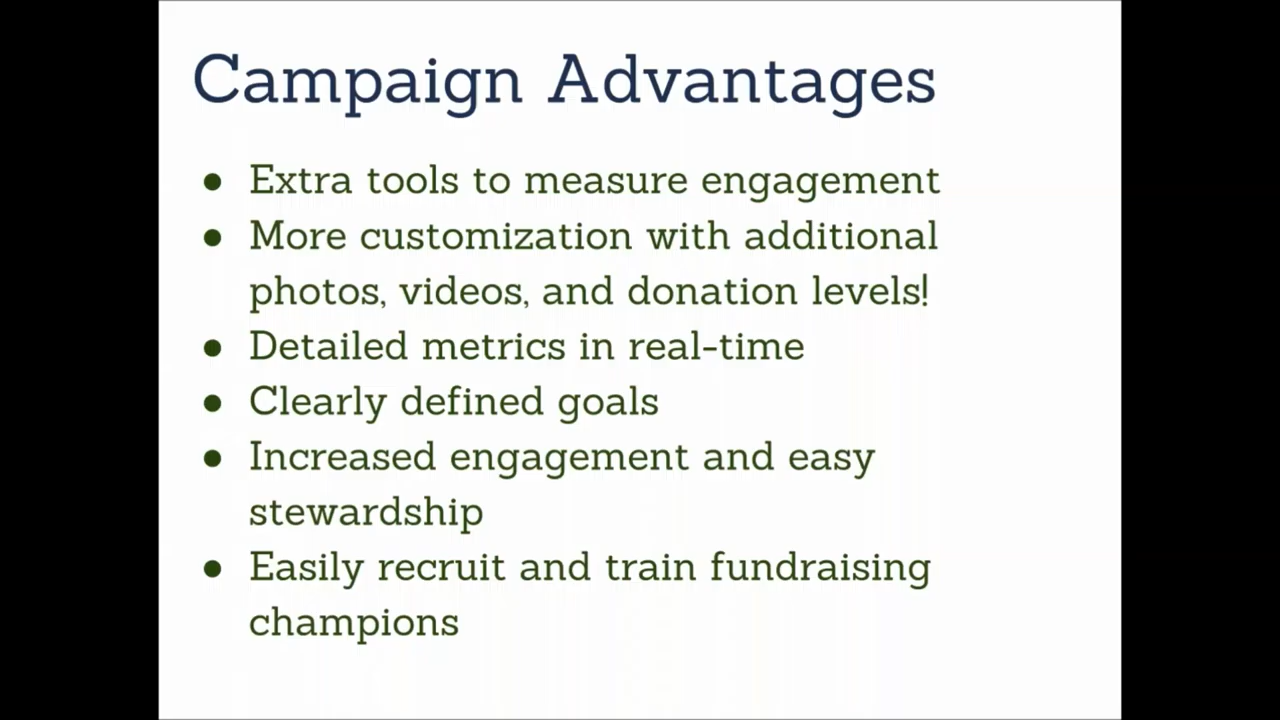 Campaign Advantages
● Extra tools to measure engagement
● More customization with additional
photos, videos, and donation levels!
● Detailed metrics in real-time
● Clearly defined goals
● Increased engagement and easy
stewardship
● Easily recruit and train fundraising
champions